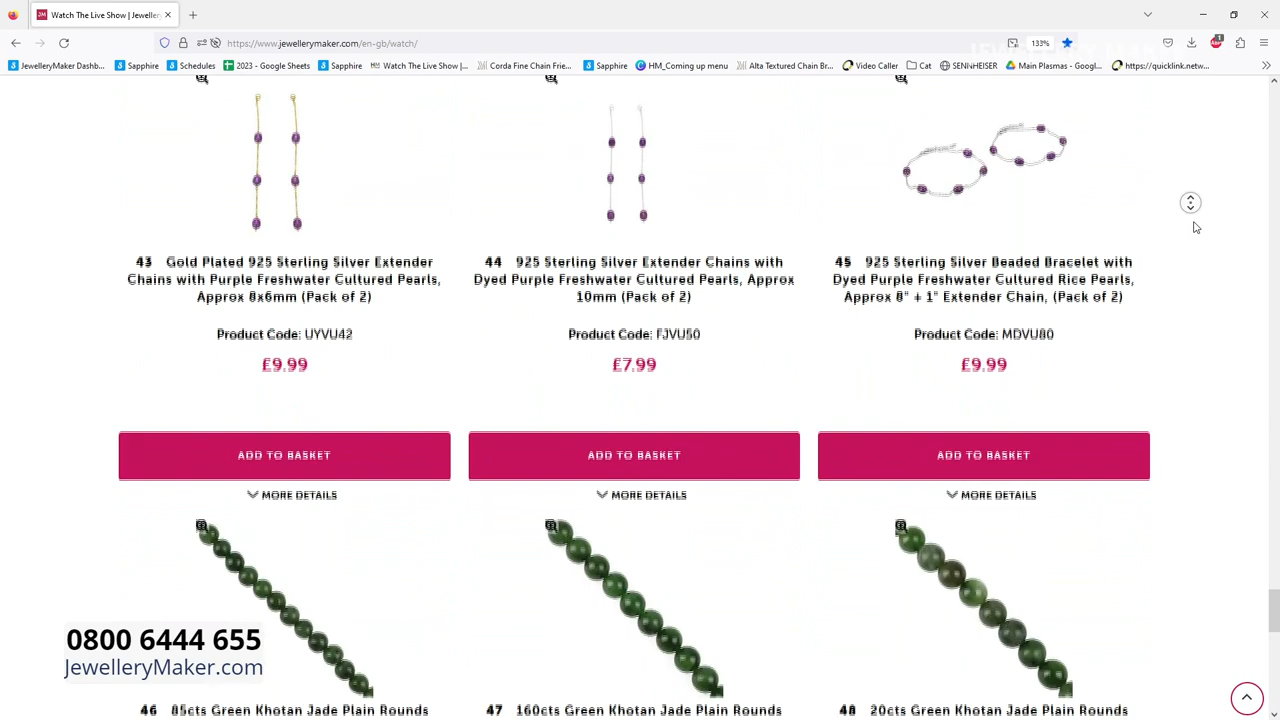 Watch The Live Show | Jeweller
https://www.jewellerymaker.com/en-gb/watch/
133%
JewelleryMaker Dashb...
Sapphire
Schedules
2023 - Google Sheets
Sapphire
Watch The Live Show |...
Corda Fine Chain Frie...
Sapphire
HM_Coming up menu
Alta Textured Chain Br...
Video Caller
Cat
SENNHEISER
Main Plasmas - Googl...
https://quicklink.netw...
43 Gold Plated 925 Sterling Silver Extender
Chains with Purple Freshwater Cultured Pearls,
Approx 8x6mm (Pack of 2)
Product Code: UYVU42
£9.99
ADD TO BASKET
MORE DETAILS
44 925 Sterling Silver Extender Chains with
Dyed Purple Freshwater Cultured Pearls, Approx
10mm (Pack of 2)
Product Code: FJVU50
£7.99
ADD TO BASKET
MORE DETAILS
45 925 Sterling Silver Beaded Bracelet with
Dyed Purple Freshwater Cultured Rice Pearls,
Approx 8" + 1" Extender Chain, (Pack of 2)
Product Code: MDVU80
£9.99
ADD TO BASKET
MORE DETAILS
46 85cts Green Khotan Jade Plain Rounds
47 160cts Green Khotan Jade Plain Rounds
48 20cts Green Khotan Jade Plain Rounds
0800 6444 655
JewelleryMaker.com